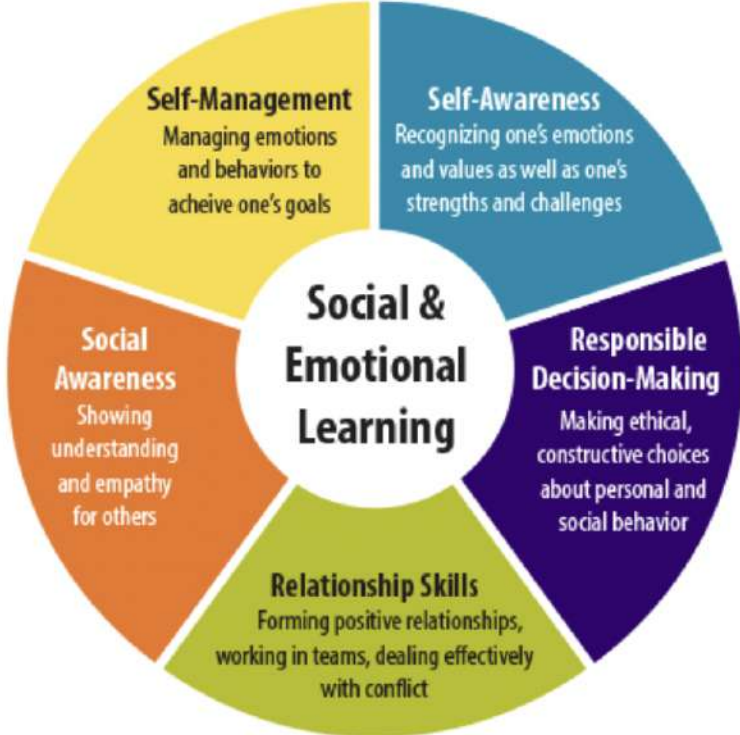 Self-Management
Managing emotions
and behaviors to
acheive one's goals
Self-Awareness
Recognizing one's emotions
and values as well as one's
strengths and challenges
Social &
Emotional
Learning
Social
Awareness
Showing
understanding
and empathy
for others
Responsible
Decision-Making
Making ethical,
constructive choices
about personal and
social behavior
Relationship Skills
Forming positive relationships,
working in teams, dealing effectively
with conflict